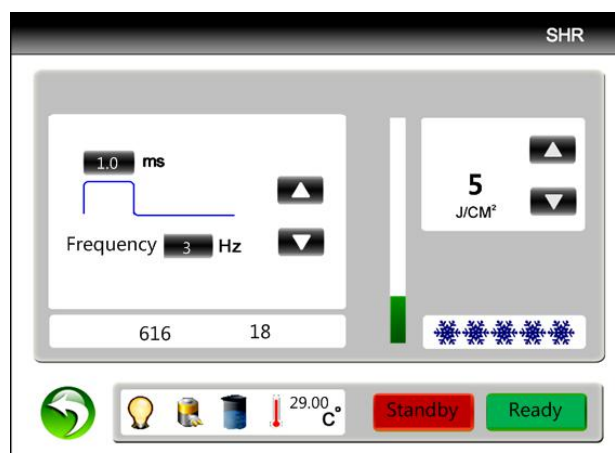 SHR
1.0 ms
5
J/CM²
Frequency 3 Hz
616 18
29.00 C°
Standby Ready